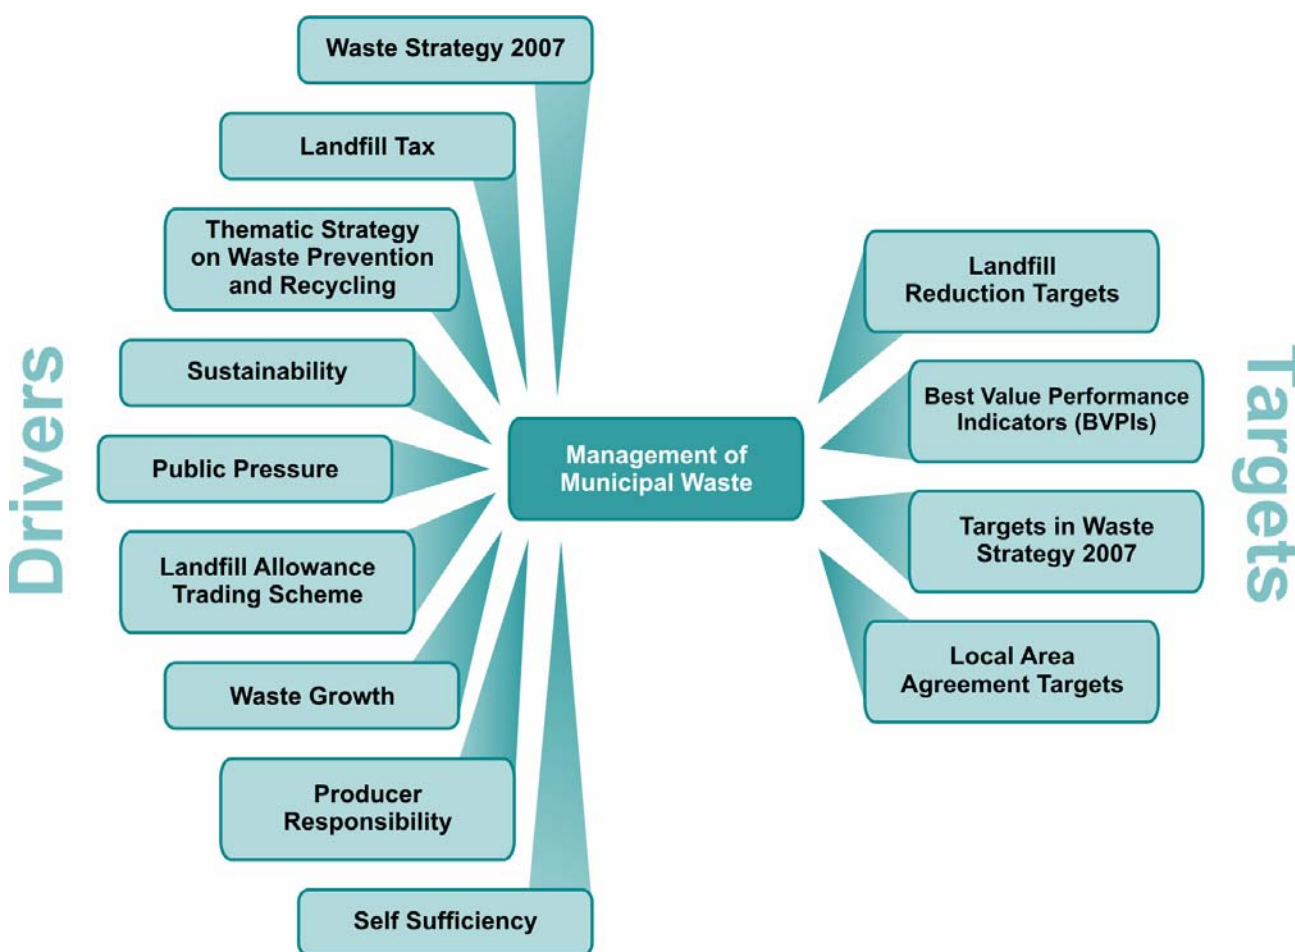 Drivers
Waste Strategy 2007
Landfill Tax
Thematic Strategy
on Waste Prevention
and Recycling
Sustainability
Public Pressure
Landfill Allowance
Trading Scheme
Waste Growth
Producer
Responsibility
Self Sufficiency
Management of
Municipal Waste
Landfill
Reduction Targets
Best Value Performance
Indicators (BVPIs)
Targets in Waste
Strategy 2007
Local Area
Agreement Targets
Targets